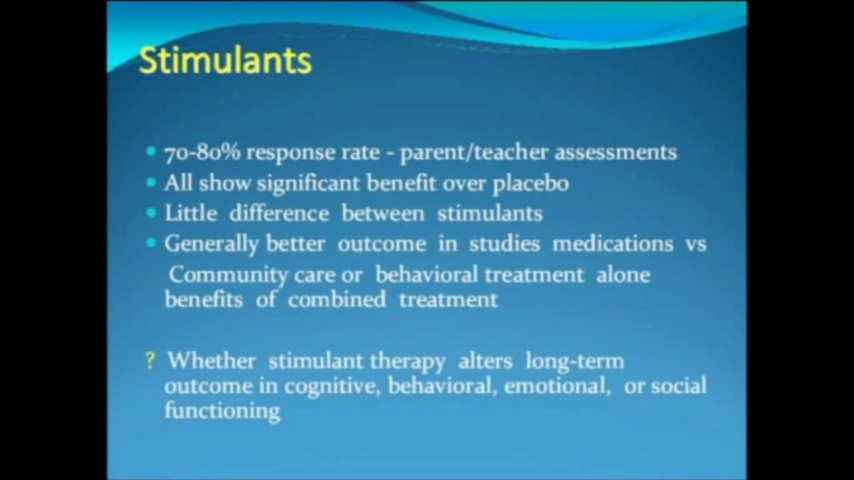 Stimulants
• 70-80% response rate - parent/teacher assessments
• All show significant benefit over placebo
• Little difference between stimulants
• Generally better outcome in studies medications vs
Community care or behavioral treatment alone
benefits of combined treatment
? Whether stimulant therapy alters long-term
outcome in cognitive, behavioral, emotional, or social
functioning